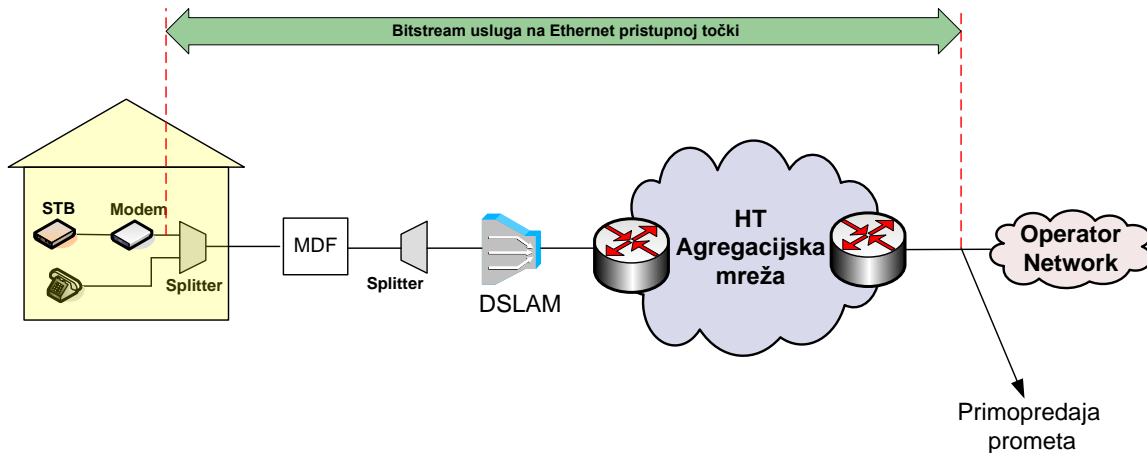 Bitstream usluga na Ethernet pristupnoj točki
STB
Modem
Splitter
MDF
Splitter
DSLAM
HT
Agregacijska
mreža
Operator
Network
Primopredaja
prometa